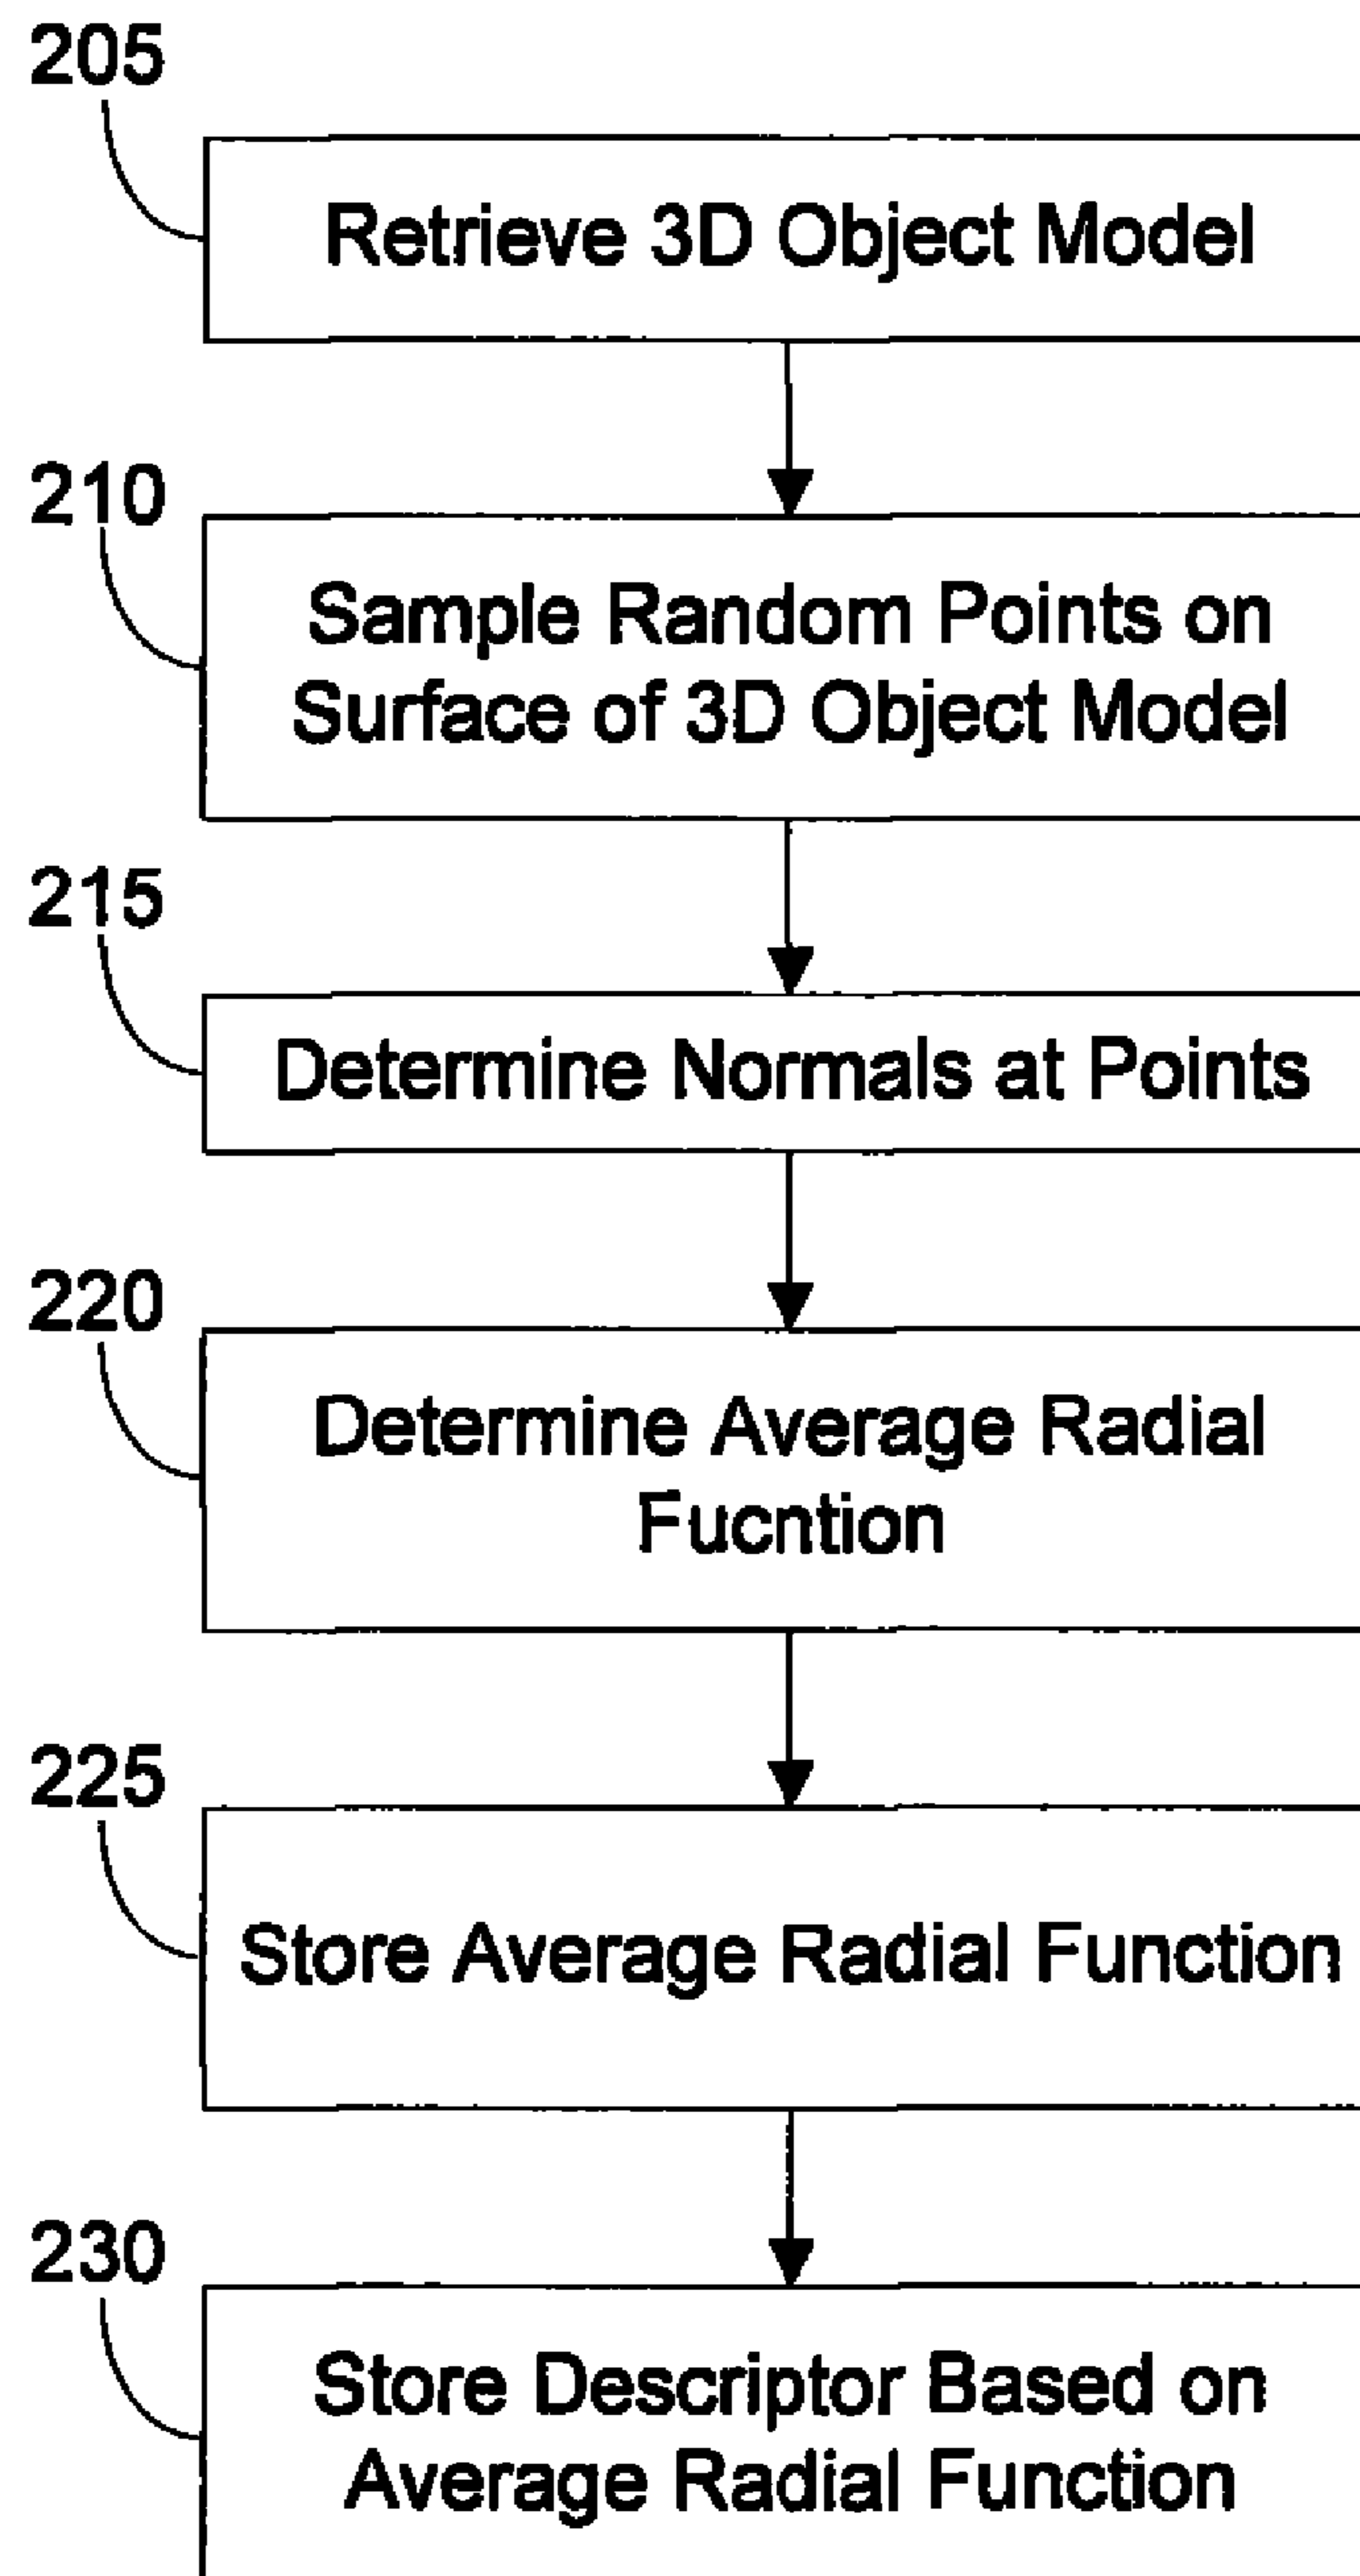 205
Retrieve 3D Object Model
210
Sample Random Points on
Surface of 3D Object Model
215
Determine Normals at Points
220
Determine Average Radial
Fucntion
225
Store Average Radial Function
230
Store Descriptor Based on
Average Radial Function